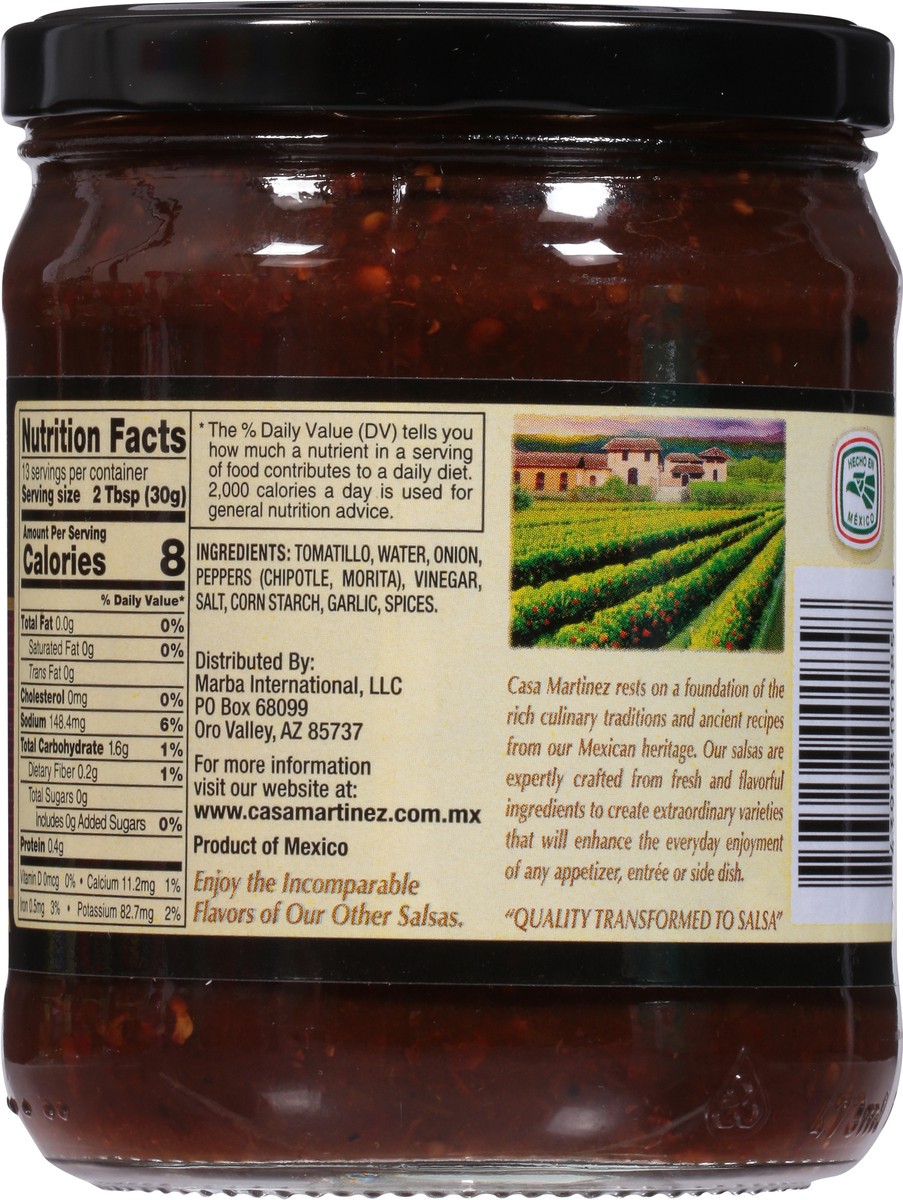 Nutrition Facts
13 servings per container
Serving size 2 Tbsp (30g)
Amount Per Serving
Calories 8
% Daily Value*
Total Fat 0.0g 0%
Saturated Fat 0g 0%
Trans Fat 0g
Cholesterol 0mg 0%
Sodium 148.4mg 6%
Total Carbohydrate 1.6g 1%
Dietary Fiber 0.2g 1%
Total Sugars 0g
Includes 0g Added Sugars 0%
Protein 0.4g
Vitamin D 0mcg 0% • Calcium 11.2mg 1%
Iron 0.5mg 3% • Potassium 82.7mg 2%
* The % Daily Value (DV) tells you
how much a nutrient in a serving
of food contributes to a daily diet.
2,000 calories a day is used for
general nutrition advice.
INGREDIENTS: TOMATILLO, WATER, ONION,
PEPPERS (CHIPOTLE, MORITA), VINEGAR,
SALT, CORN STARCH, GARLIC, SPICES.
Distributed By:
Marba International, LLC
PO Box 68099
Oro Valley, AZ 85737
For more information
visit our website at:
www.casamartinez.com.mx
Product of Mexico
Enjoy the Incomparable
Flavors of Our Other Salsas.
HECHO EN
MÉXICO
Casa Martinez rests on a foundation of the
rich culinary traditions and ancient recipes
from our Mexican heritage. Our salsas are
expertly crafted from fresh and flavorful
ingredients to create extraordinary varieties
that will enhance the everyday enjoyment
of any appetizer, entrée or side dish.
"QUALITY TRANSFORMED TO SALSA"